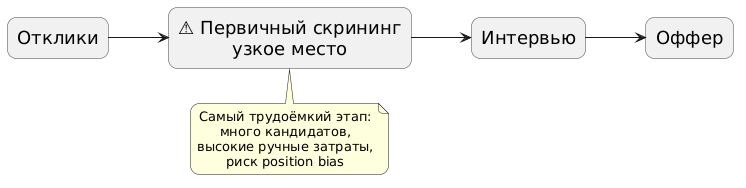 Отклики
⚠ Первичный скрининг
узкое место
Интервью
Оффер
Самый трудоёмкий этап:
много кандидатов,
высокие ручные затраты,
риск position bias